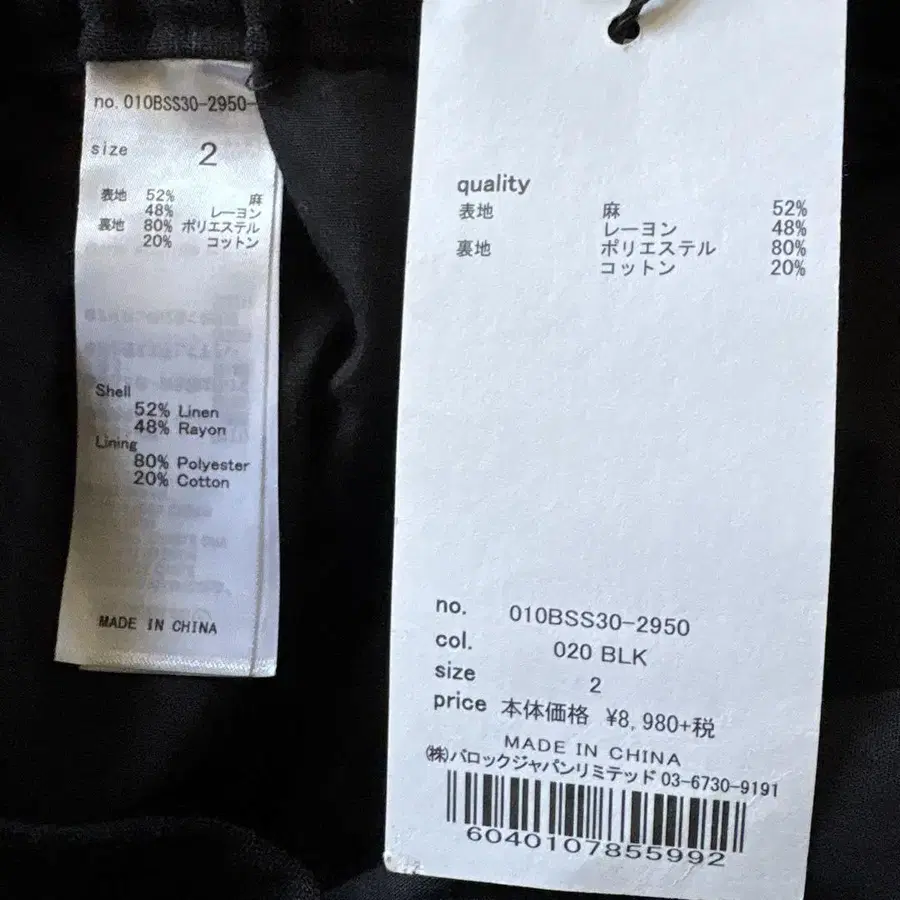 no. 010BSS30-2950-
size 2
表地 52% 麻
48% レーヨン
裏地 80% ポリエステル
20% コットン
Shell
52% Linen
48% Rayon
Lining
80% Polyester
20% Cotton
MADE IN CHINA
quality
表地 麻 52%
レーヨン 48%
裏地 ポリエステル 80%
コットン 20%
no. 010BSS30-2950
col. 020 BLK
size 2
price 本体価格 ¥8,980+税
MADE IN CHINA
(株)バロックジャパンリミテッド 03-6730-9191
6040107855992